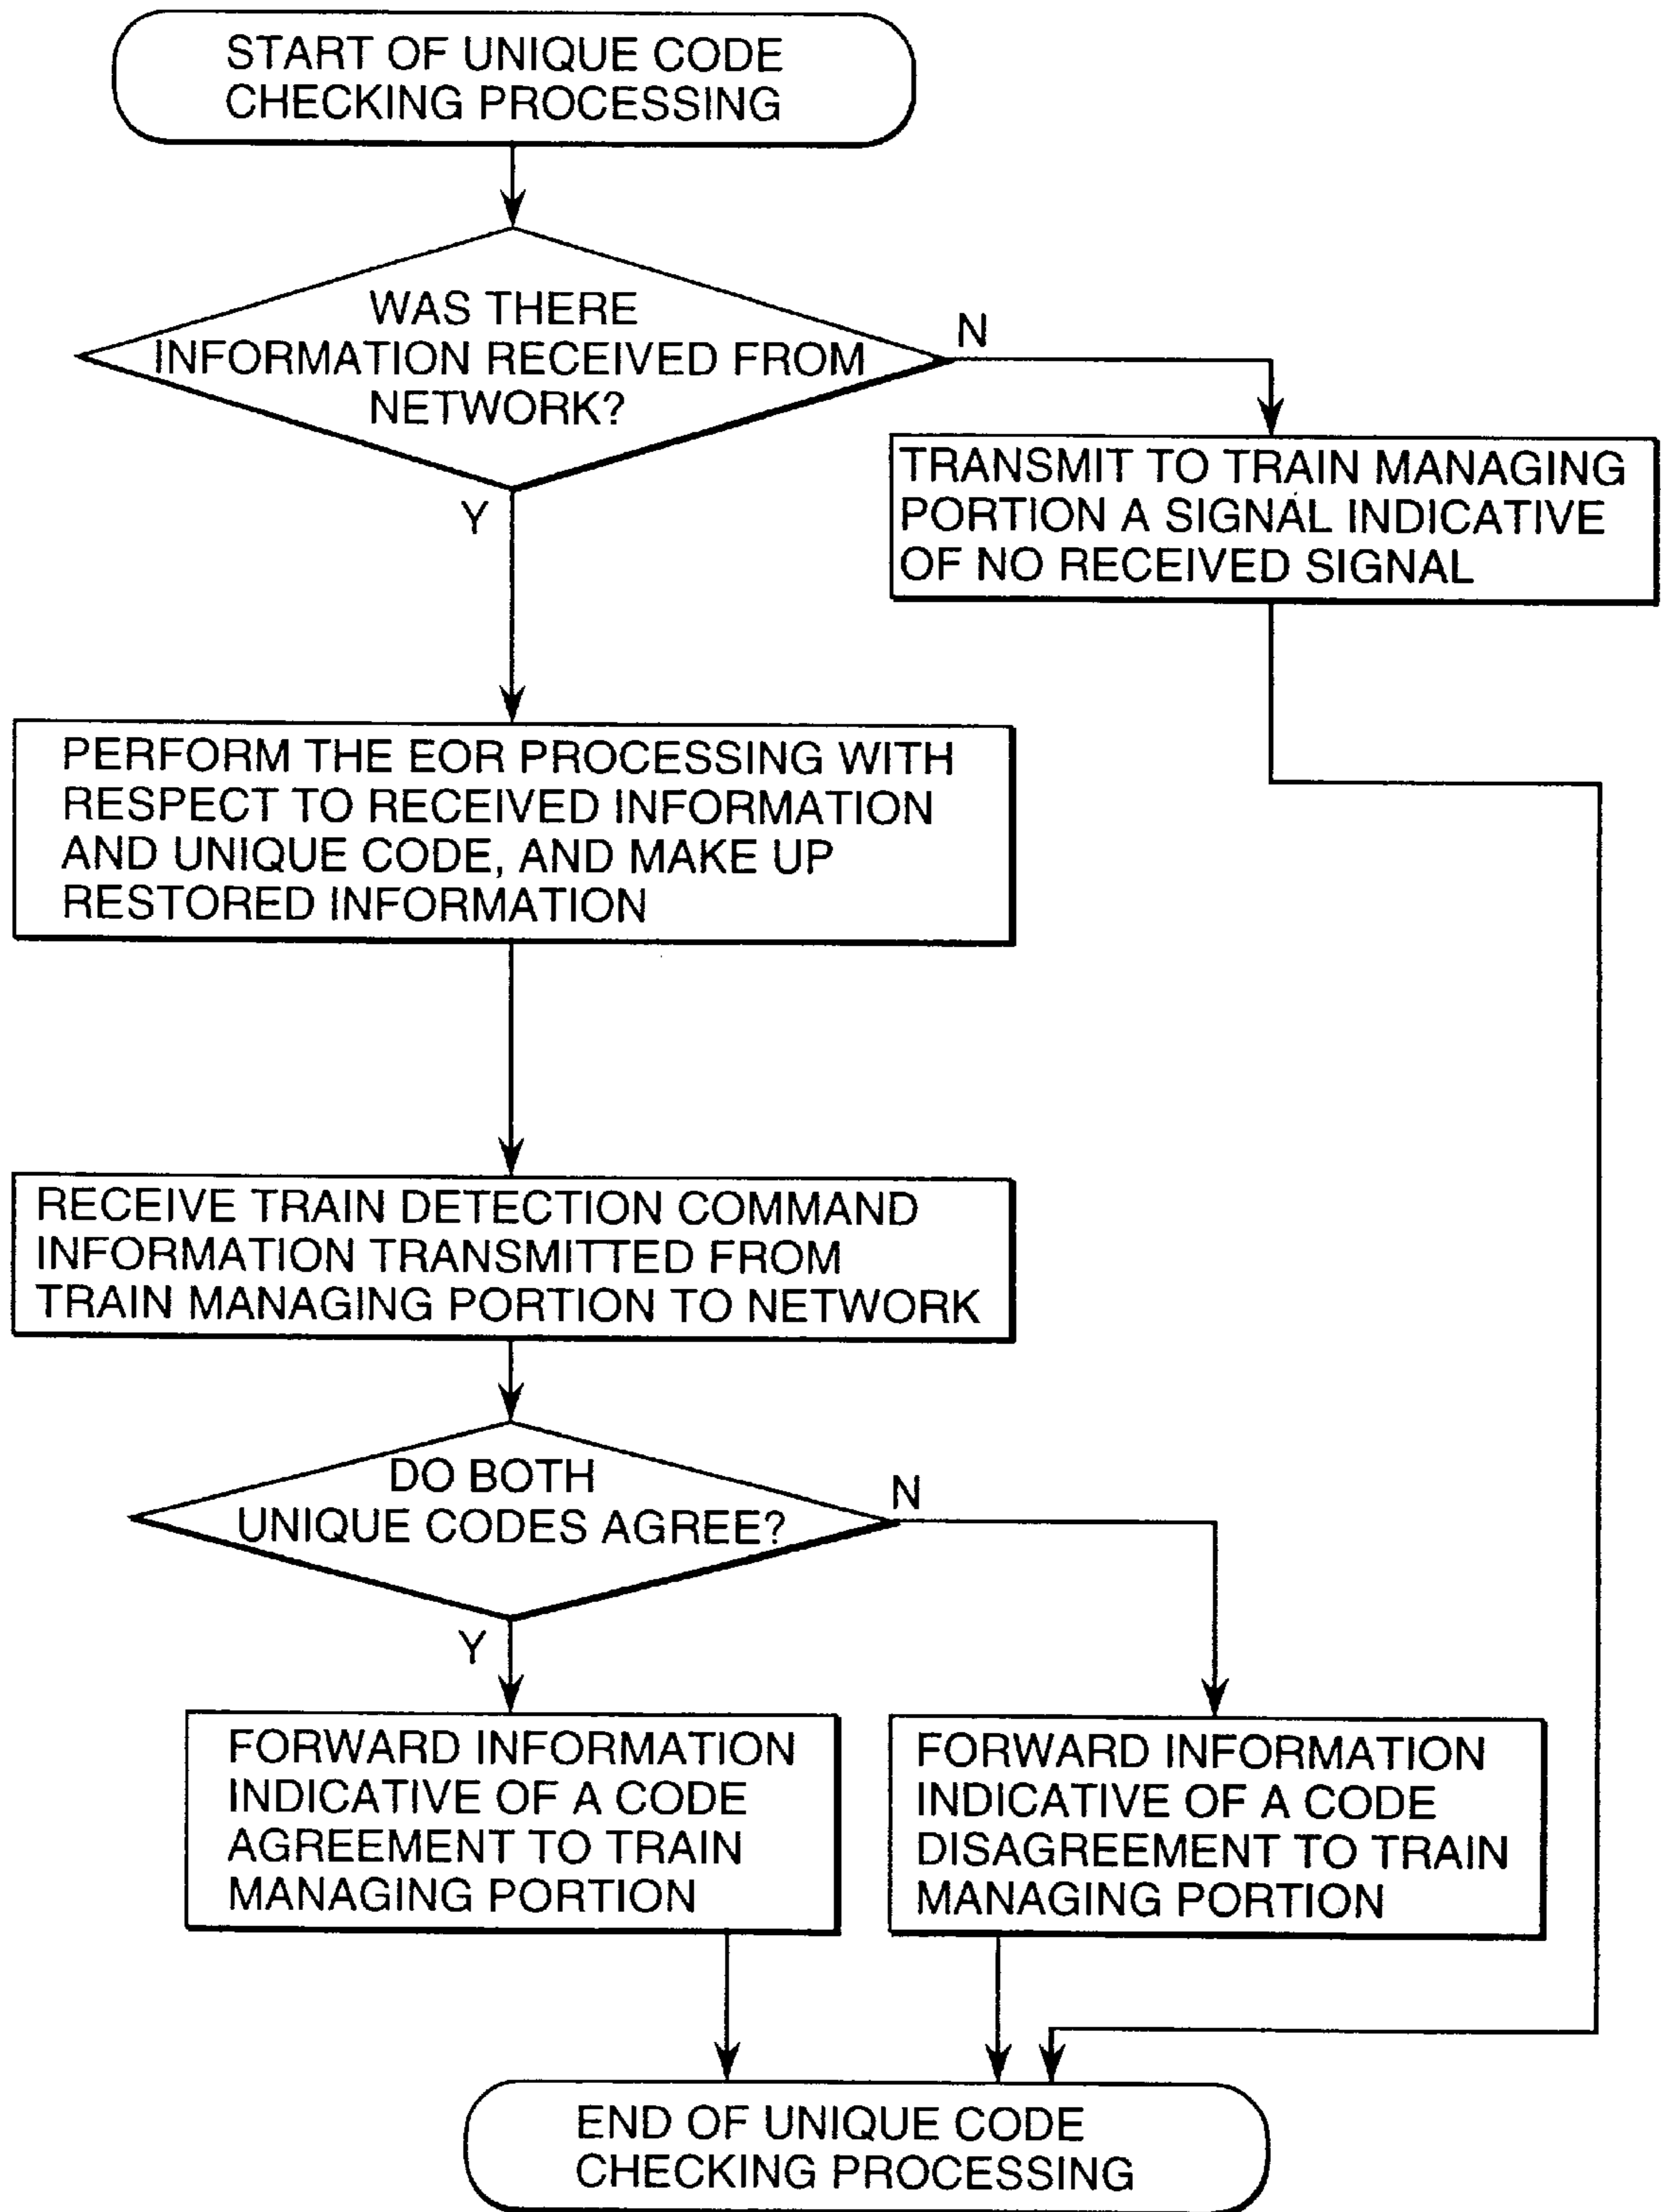 START OF UNIQUE CODE
CHECKING PROCESSING
WAS THERE
INFORMATION RECEIVED FROM
NETWORK?
N
Y
TRANSMIT TO TRAIN MANAGING
PORTION A SIGNAL INDICATIVE
OF NO RECEIVED SIGNAL
PERFORM THE EOR PROCESSING WITH
RESPECT TO RECEIVED INFORMATION
AND UNIQUE CODE, AND MAKE UP
RESTORED INFORMATION
RECEIVE TRAIN DETECTION COMMAND
INFORMATION TRANSMITTED FROM
TRAIN MANAGING PORTION TO NETWORK
DO BOTH
UNIQUE CODES AGREE?
N
Y
FORWARD INFORMATION
INDICATIVE OF A CODE
AGREEMENT TO TRAIN
MANAGING PORTION
FORWARD INFORMATION
INDICATIVE OF A CODE
DISAGREEMENT TO TRAIN
MANAGING PORTION
END OF UNIQUE CODE
CHECKING PROCESSING